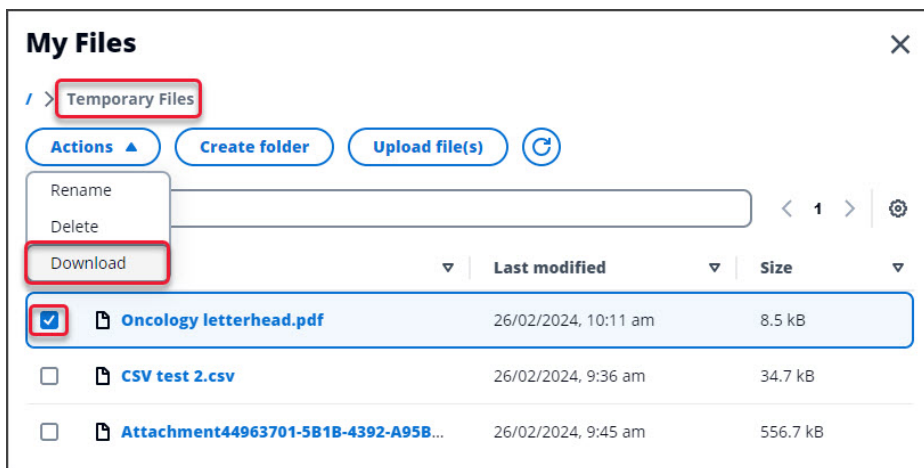 My Files
/ > Temporary Files
Actions ▲ Create folder Upload file(s)
Rename
< 1 >
Delete
Download
Last modified Size
Oncology letterhead.pdf 26/02/2024, 10:11 am 8.5 kB
CSV test 2.csv 26/02/2024, 9:36 am 34.7 kB
Attachment44963701-5B1B-4392-A95B... 26/02/2024, 9:45 am 556.7 kB